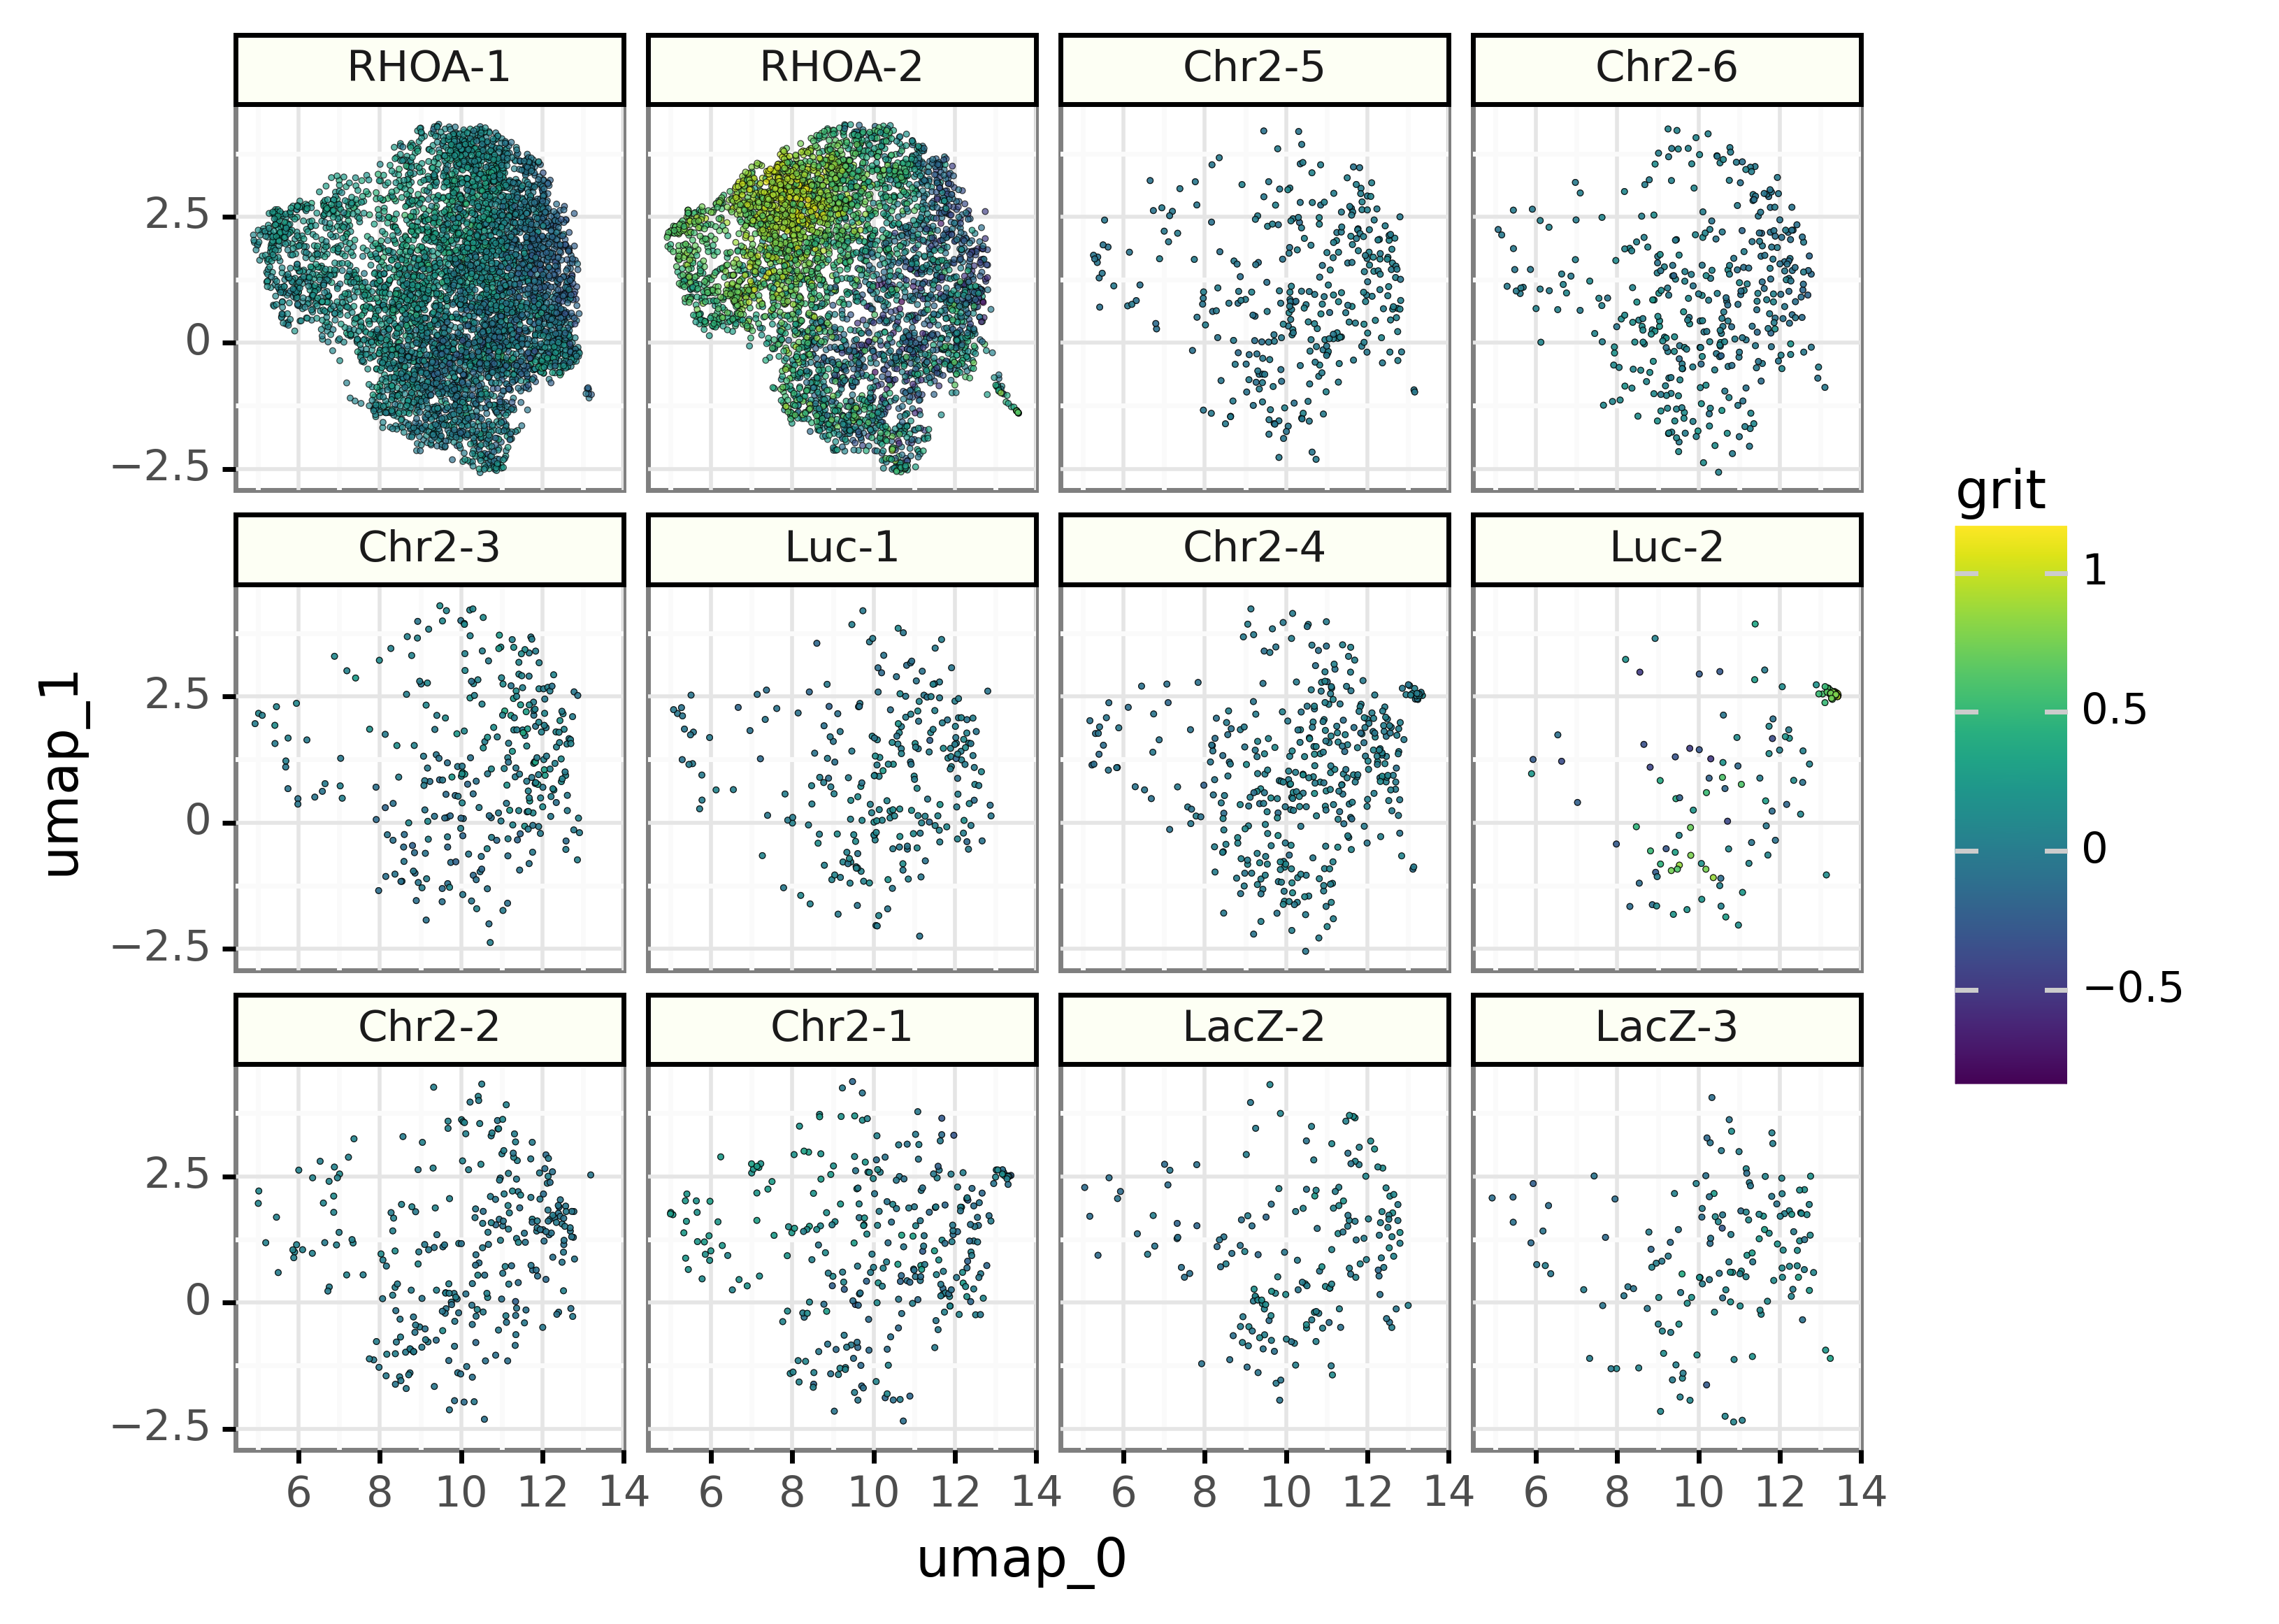 RHOA-1 RHOA-2 Chr2-5 Chr2-6
2.5
0
−2.5
Chr2-3 Luc-1 Chr2-4 Luc-2
2.5
0
−2.5
Chr2-2 Chr2-1 LacZ-2 LacZ-3
2.5
0
−2.5
6 8 10 12 14 6 8 10 12 14 6 8 10 12 14 6 8 10 12 14
umap_0
umap_1
grit
1
0.5
0
−0.5